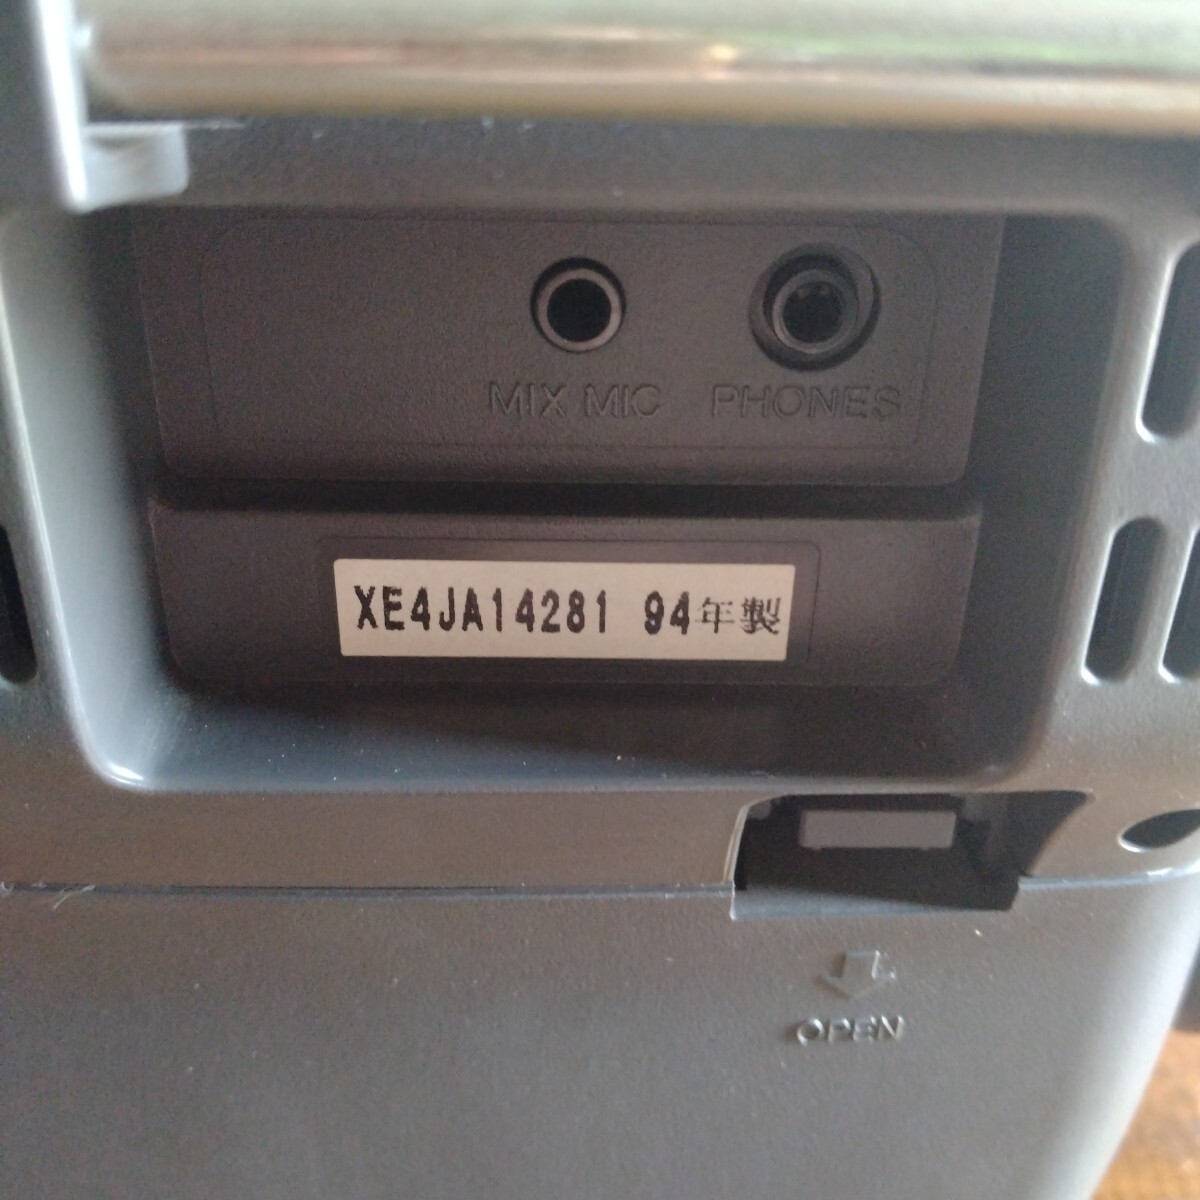 MIX MIC PHONES
XE4JA14281 94年製
OPEN